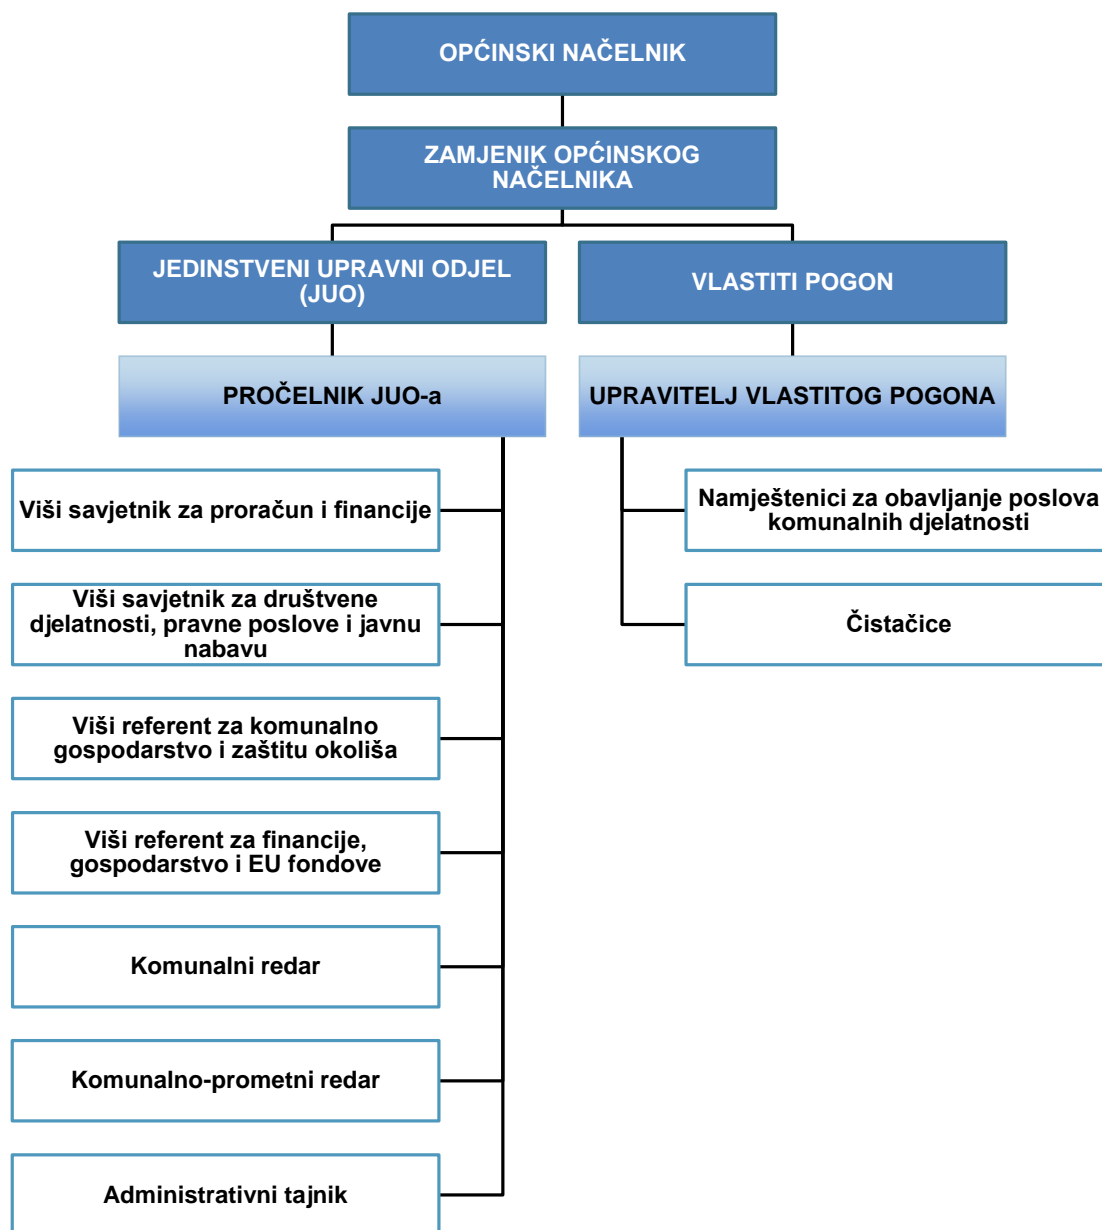 OPĆINSKI NAČELNIK
ZAMJENIK OPĆINSKOG
NAČELNIKA
JEDINSTVENI UPRAVNI ODJEL
(JUO)
VLASTITI POGON
PROČELNIK JUO-a
UPRAVITELJ VLASTITOG POGONA
Viši savjetnik za proračun i financije
Viši savjetnik za društvene
djelatnosti, pravne poslove i javnu
nabavu
Viši referent za komunalno
gospodarstvo i zaštitu okoliša
Viši referent za financije,
gospodarstvo i EU fondove
Komunalni redar
Komunalno-prometni redar
Administrativni tajnik
Namještenici za obavljanje poslova
komunalnih djelatnosti
Čistačice